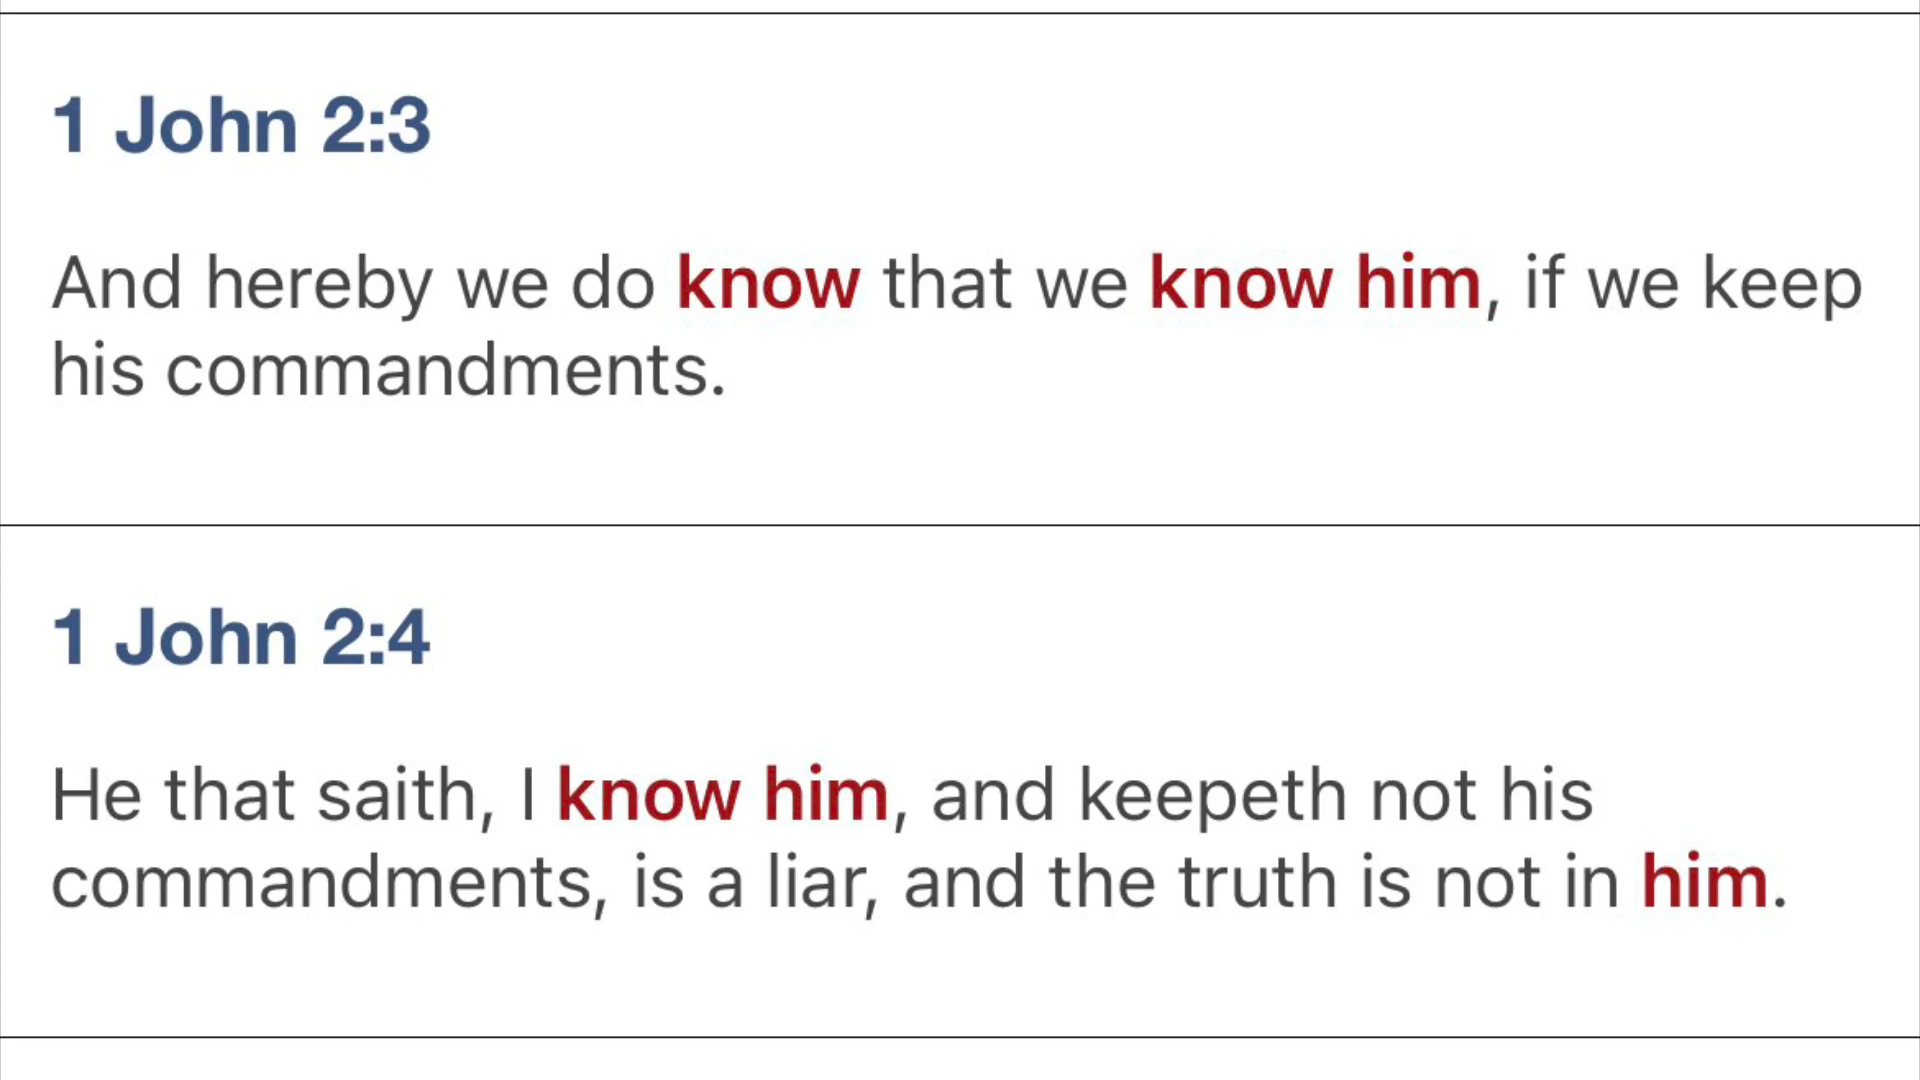 1 John 2:3
And hereby we do know that we know him, if we keep
his commandments.
1 John 2:4
He that saith, I know him, and keepeth not his
commandments, is a liar, and the truth is not in him.